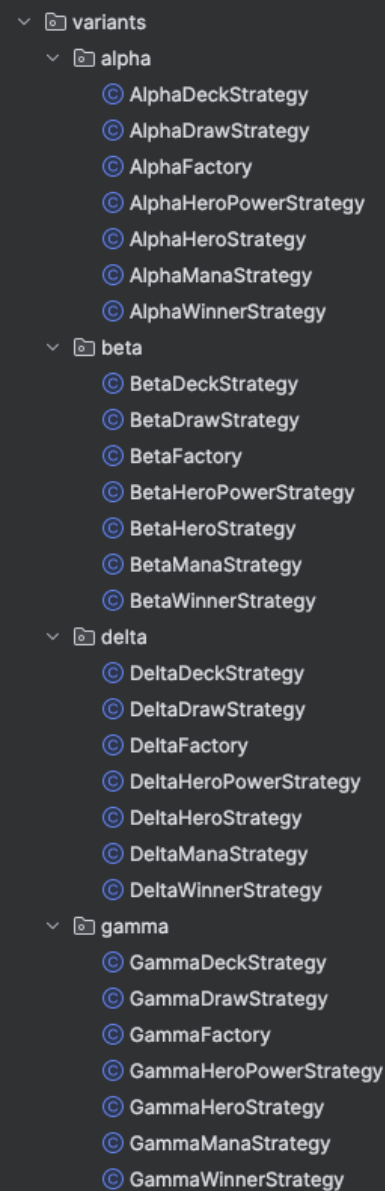 variants
alpha
AlphaDeckStrategy
AlphaDrawStrategy
AlphaFactory
AlphaHeroPowerStrategy
AlphaHeroStrategy
AlphaManaStrategy
AlphaWinnerStrategy
beta
BetaDeckStrategy
BetaDrawStrategy
BetaFactory
BetaHeroPowerStrategy
BetaHeroStrategy
BetaManaStrategy
BetaWinnerStrategy
delta
DeltaDeckStrategy
DeltaDrawStrategy
DeltaFactory
DeltaHeroPowerStrategy
DeltaHeroStrategy
DeltaManaStrategy
DeltaWinnerStrategy
gamma
GammaDeckStrategy
GammaDrawStrategy
GammaFactory
GammaHeroPowerStrategy
GammaHeroStrategy
GammaManaStrategy
GammaWinnerStrategy